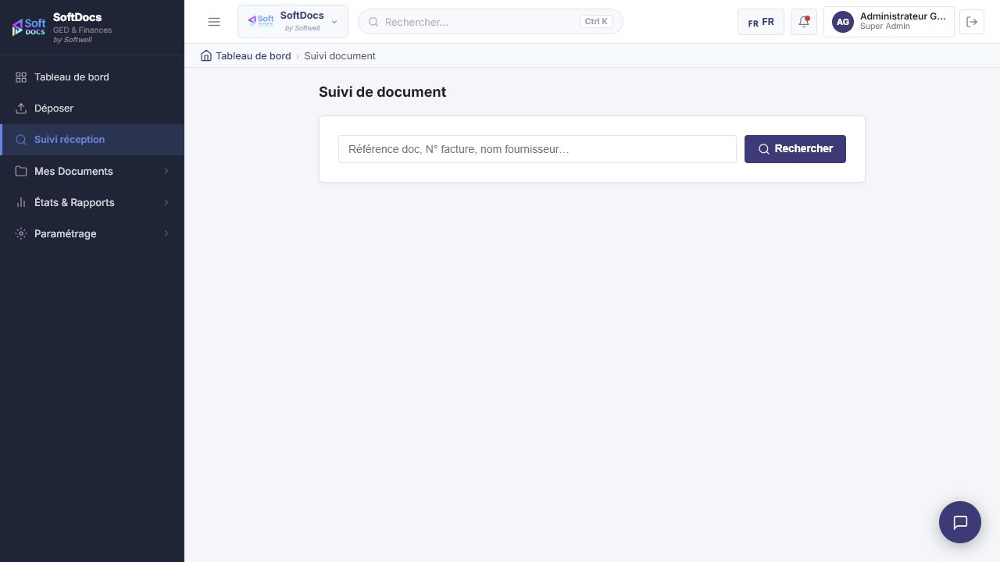 Soft
DOCS
SoftDocs
GED & Finances
by Softwell
Tableau de bord
Déposer
Suivi réception
Mes Documents
États & Rapports
Paramétrage
Soft
DOCS
SoftDocs
by Softwell
Rechercher...
Ctrl K
FR FR
AG
Administrateur G...
Super Admin
Tableau de bord
Suivi document
Suivi de document
Référence doc, N° facture, nom fournisseur...
Rechercher